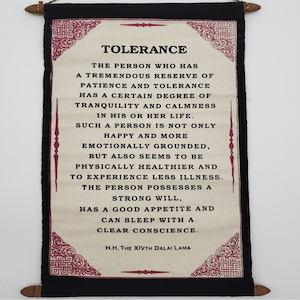 TOLERANCE
THE PERSON WHO HAS
A TREMENDOUS RESERVE OF
PATIENCE AND TOLERANCE
HAS A CERTAIN DEGREE OF
TRANQUILITY AND CALMNESS
IN HIS OR HER LIFE.
SUCH A PERSON IS NOT ONLY
HAPPY AND MORE
EMOTIONALLY GROUNDED,
BUT ALSO SEEMS TO BE
PHYSICALLY HEALTHIER AND
TO EXPERIENCE LESS ILLNESS.
THE PERSON POSSESSES A
STRONG WILL,
HAS A GOOD APPETITE AND
CAN SLEEP WITH A
CLEAR CONSCIENCE.
H.H. THE XIVTH DALAI LAMA